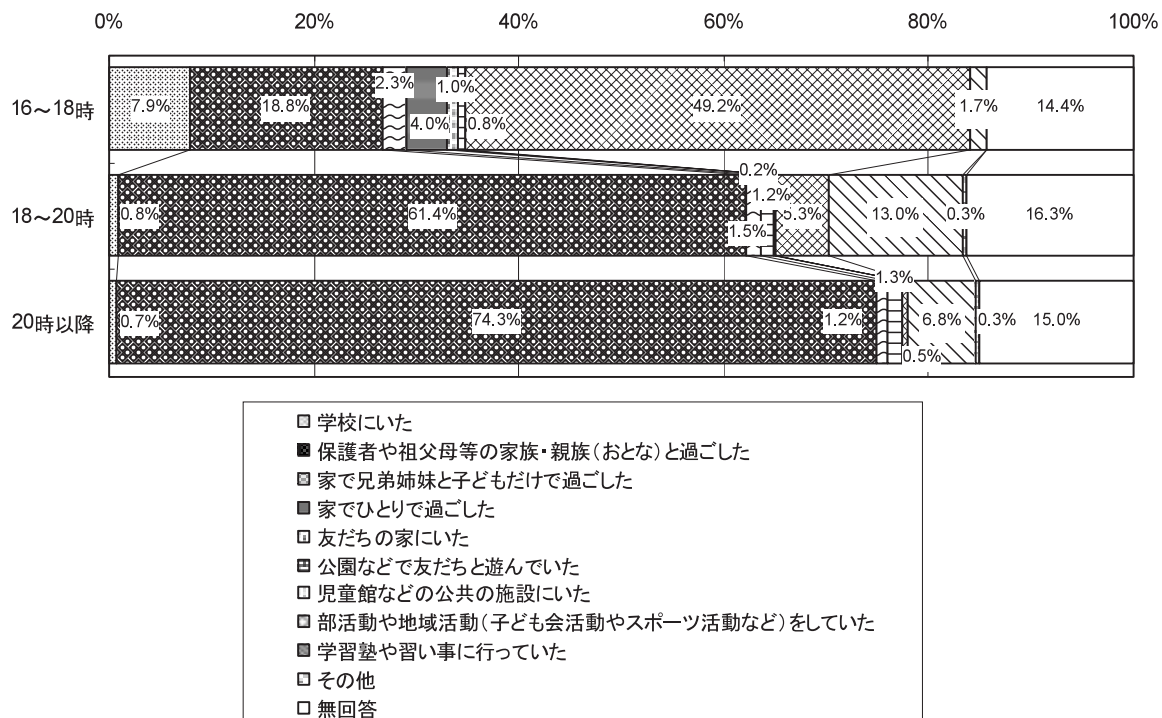 0% 20% 40% 60% 80% 100%
16～18時 7.9% 18.8% 2.3% 4.0% 1.0% 0.8% 49.2% 1.7% 14.4%
18～20時 0.8% 61.4% 1.5% 0.2% 1.2% 5.3% 13.0% 0.3% 16.3%
20時以降 0.7% 74.3% 1.2% 1.3% 0.5% 6.8% 0.3% 15.0%
学校にいた
保護者や祖父母等の家族・親族（おとな）と過ごした
家で兄弟姉妹と子どもだけで過ごした
家でひとりで過ごした
友だちの家にいた
公園などで友だちと遊んでいた
児童館などの公共の施設にいた
部活動や地域活動（子ども会活動やスポーツ活動など）をしていた
学習塾や習い事に行っていた
その他
無回答